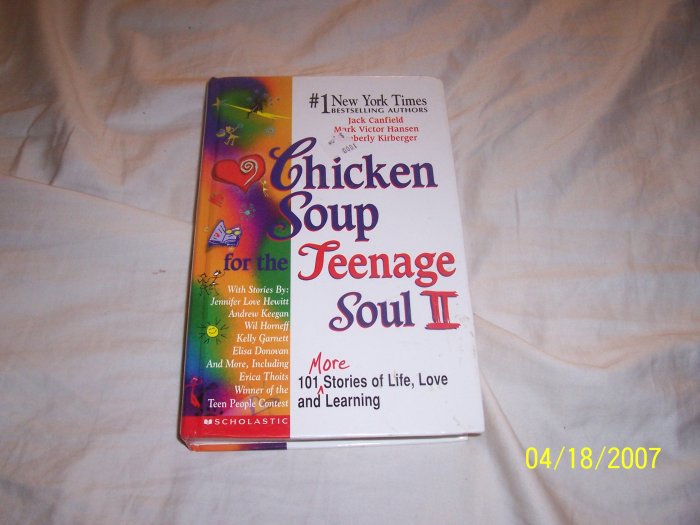 #1 New York Times
BESTSELLING AUTHORS
Jack Canfield
Mark Victor Hansen
Kirberger
Chicken
Soup
for the Teenage
Soul II
With Stories By:
Jennifer Love Hewitt
Andrew Keegan
Wil Horneff
Kelly Garnett
Elisa Donovan
And More, Including
Erica Thoits
Winner of the
Teen People Contest
More
101 Stories of Life, Love
and Learning
SCHOLASTIC
04/18/2007